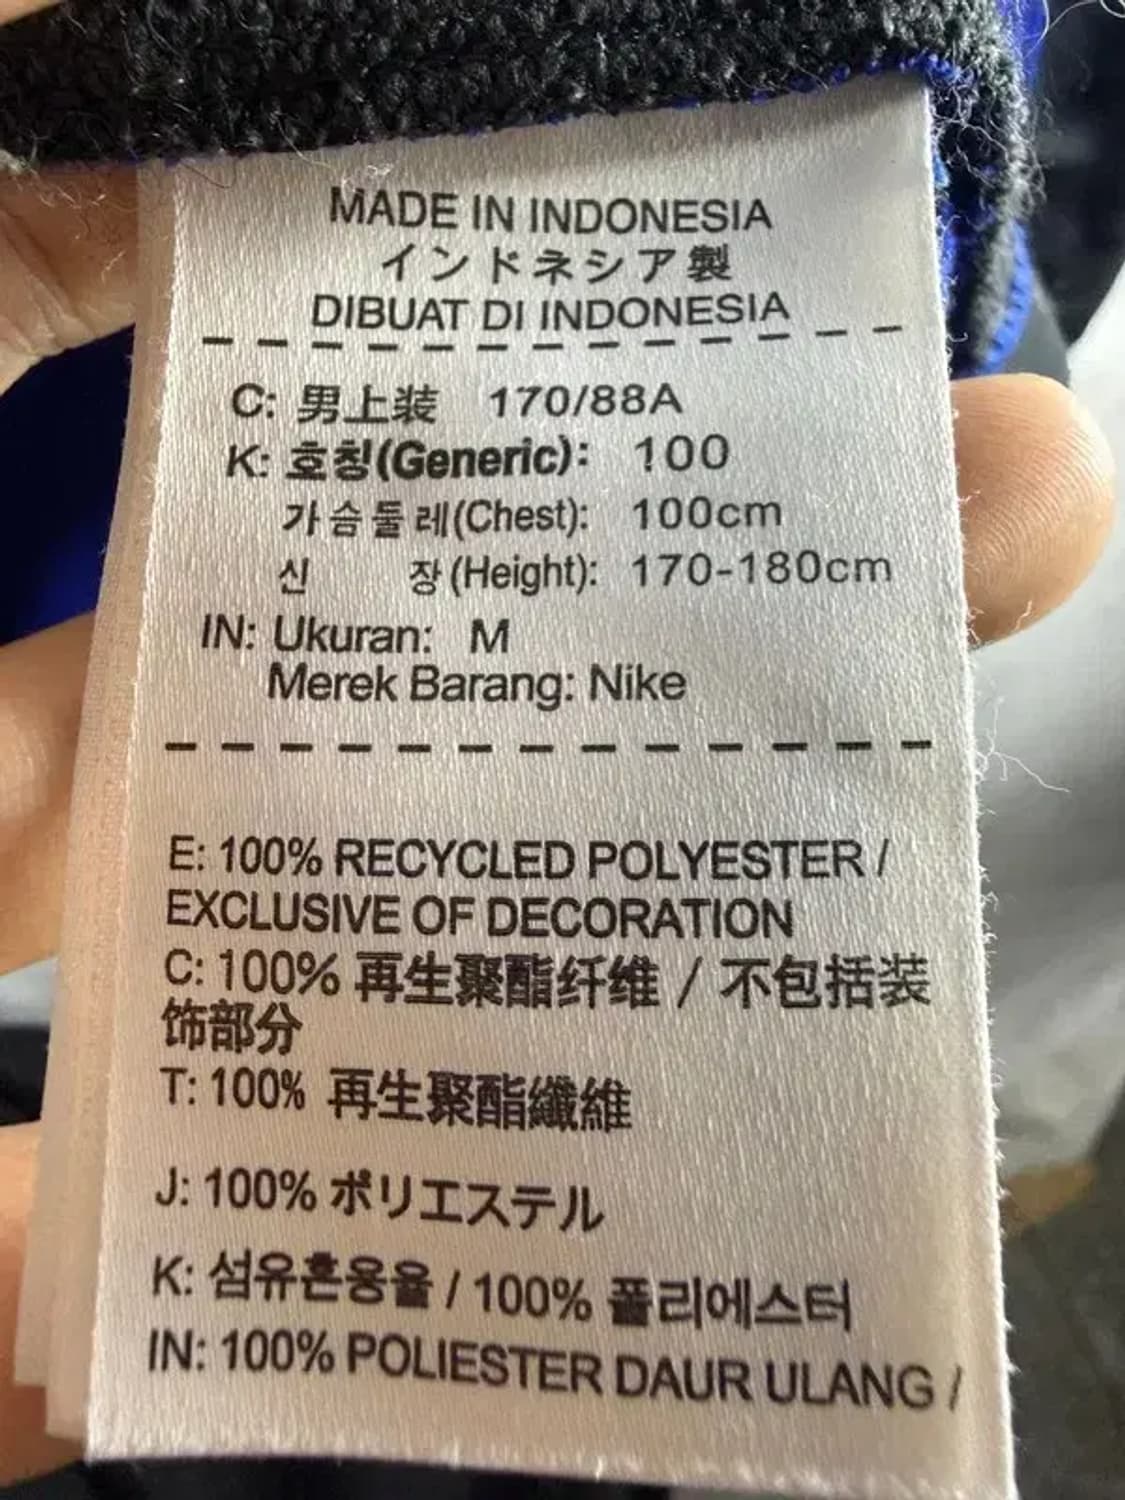 MADE IN INDONESIA
インドネシア製
DIBUAT DI INDONESIA
C: 男上装 170/88A
K: 호칭(Generic): 100
가슴둘레(Chest): 100cm
신 장(Height): 170-180cm
IN: Ukuran: M
Merek Barang: Nike
E: 100% RECYCLED POLYESTER /
EXCLUSIVE OF DECORATION
C: 100% 再生聚酯纤维 / 不包括装
饰部分
T: 100% 再生聚酯纖維
J: 100% ポリエステル
K: 섬유혼용율 / 100% 폴리에스터
IN: 100% POLIESTER DAUR ULANG /